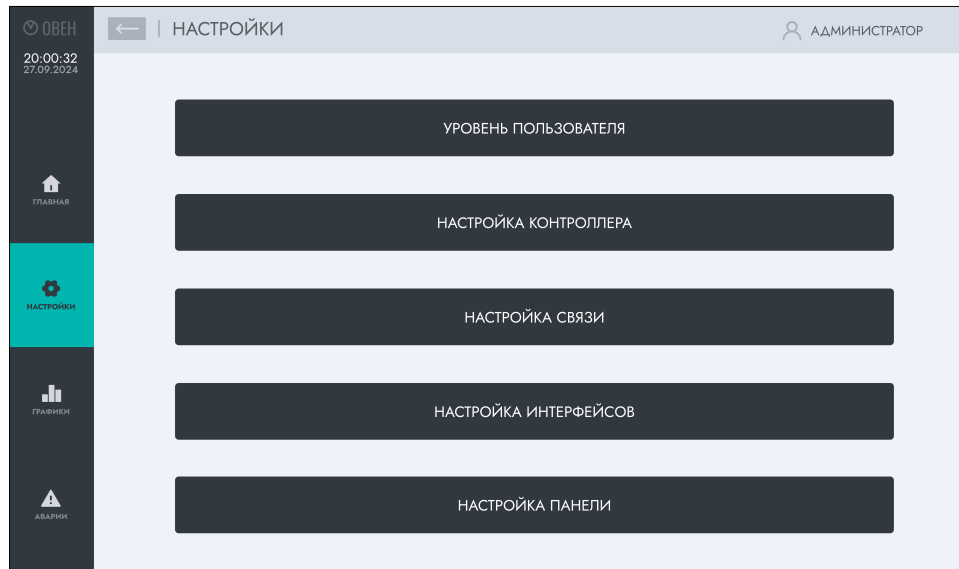 ОВЕН
НАСТРОЙКИ
АДМИНИСТРАТОР
20:00:32
27.09.2024
УРОВЕНЬ ПОЛЬЗОВАТЕЛЯ
ГЛАВНАЯ
НАСТРОЙКА КОНТРОЛЛЕРА
НАСТРОЙКИ
НАСТРОЙКА СВЯЗИ
ГРАФИКИ
НАСТРОЙКА ИНТЕРФЕЙСОВ
АВАРИИ
НАСТРОЙКА ПАНЕЛИ